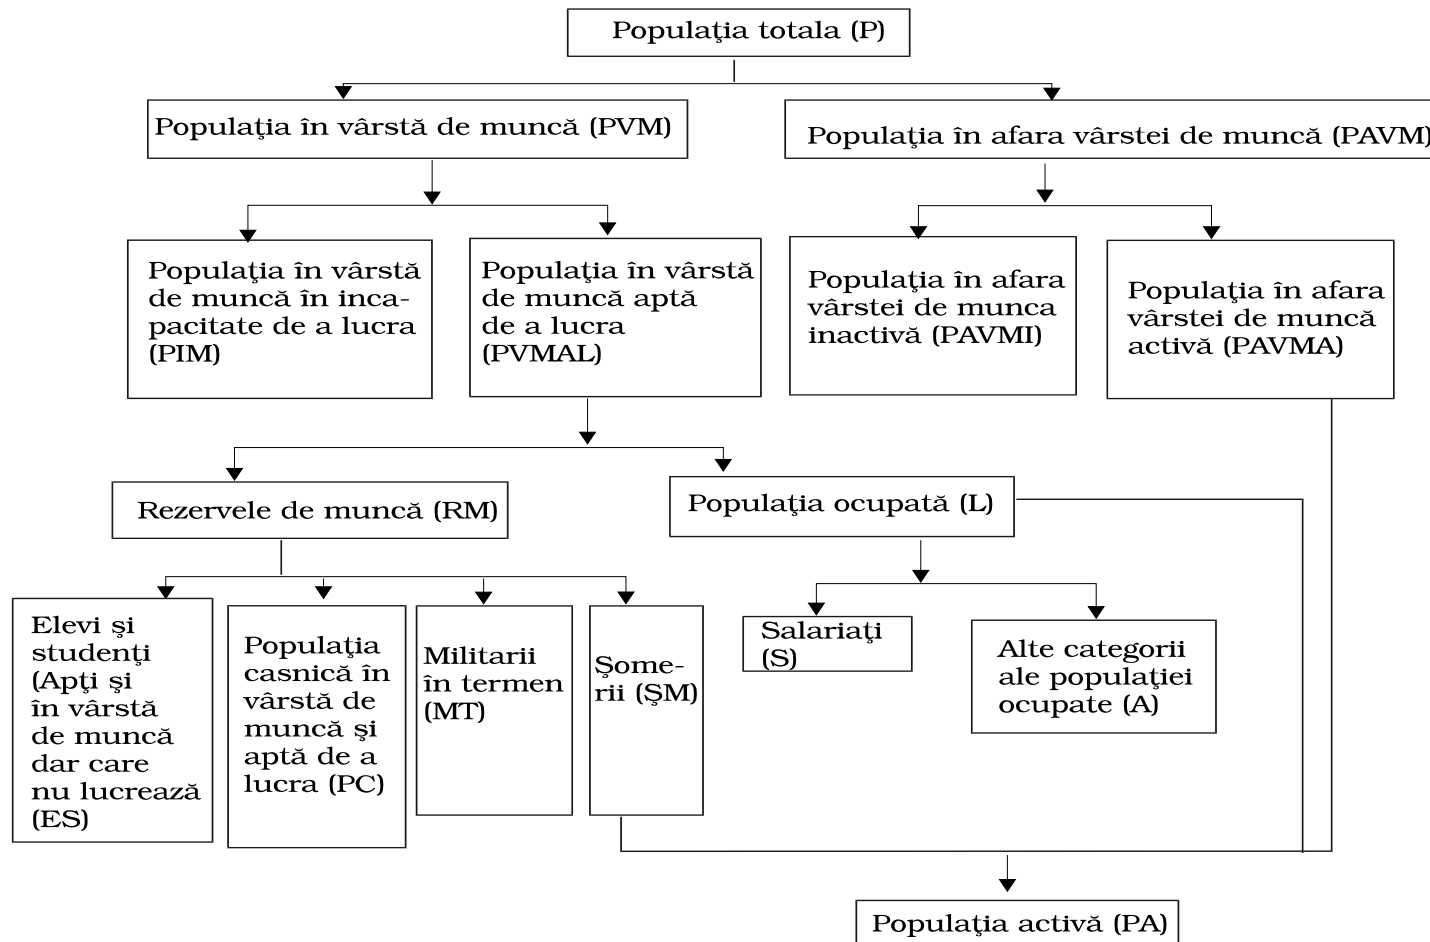 Populaţia totala (P)
Populaţia în vârstă de muncă (PVM)
Populaţia în afara vârstei de muncă (PAVM)
Populaţia în vârstă
de muncă în inca-
pacitate de a lucra
(PIM)
Populaţia în vârstă
de muncă aptă
de a lucra
(PVMAL)
Populaţia în afara
vârstei de munca
inactivă (PAVMI)
Populaţia în afara
vârstei de muncă
activă (PAVMA)
Rezervele de muncă (RM)
Populaţia ocupată (L)
Elevi şi
studenţi
(Apţi şi
în vârstă
de muncă
dar care
nu lucrează
(ES)
Populaţia
casnică în
vârstă de
muncă şi
aptă de a
lucra (PC)
Militarii
în termen
(MT)
Şome-
rii (ŞM)
Salariaţi
(S)
Alte categorii
ale populaţiei
ocupate (A)
Populaţia activă (PA)